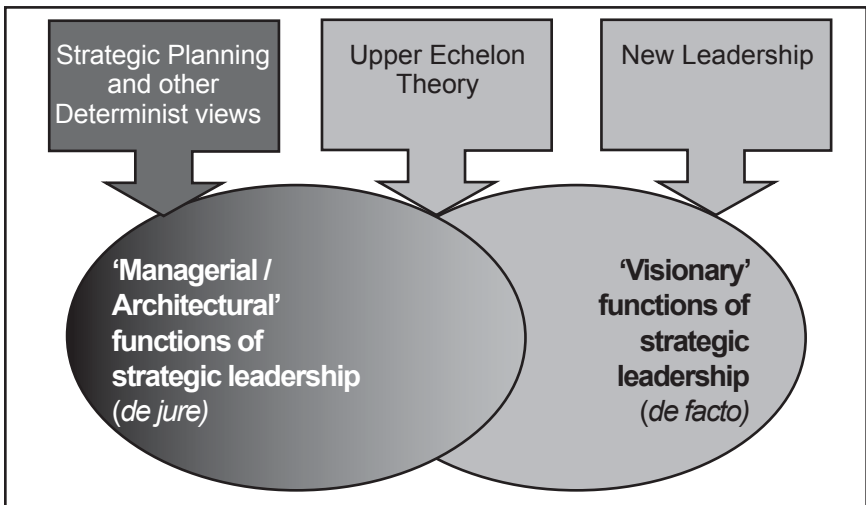 Strategic Planning
and other
Determinist views
Upper Echelon
Theory
New Leadership
‘Managerial /
Architectural’
functions of
strategic leadership
(de jure)
‘Visionary’
functions of
strategic
leadership
(de facto)